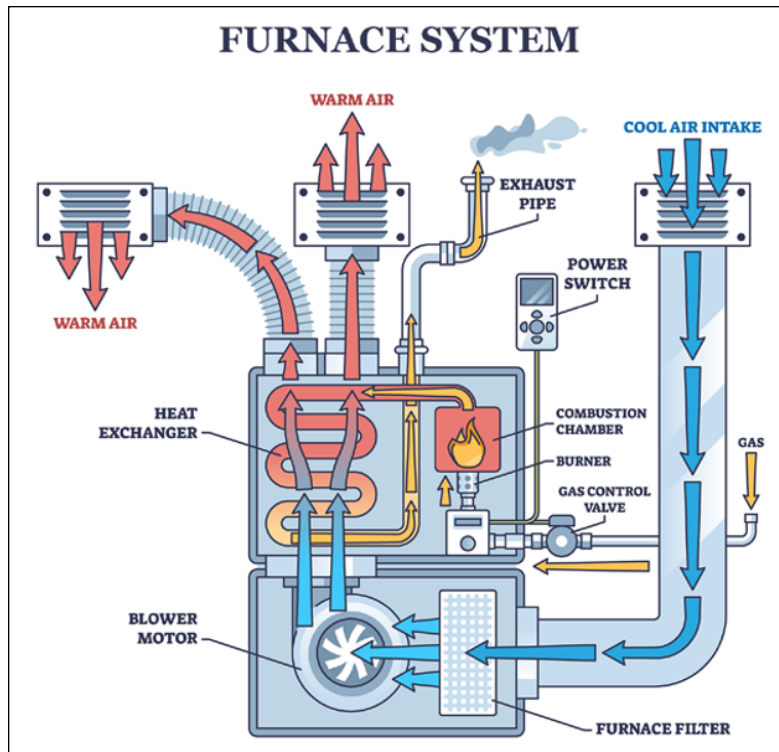 FURNACE SYSTEM
WARM AIR
COOL AIR INTAKE
EXHAUST
PIPE
POWER
SWITCH
WARM AIR
HEAT
EXCHANGER
COMBUSTION
CHAMBER
GAS
BURNER
GAS CONTROL
VALVE
BLOWER
MOTOR
FURNACE FILTER